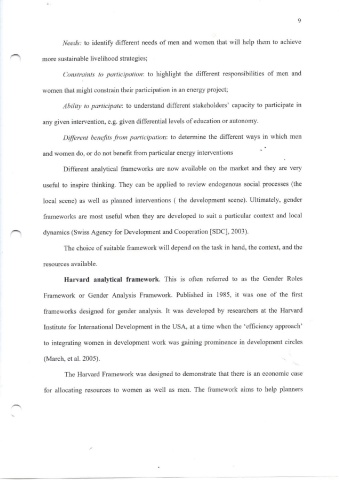 9
Needs: to identify different needs of men and women that will help them to achieve
more sustainable livelihood strategies;
Constraints to participation: to highlight the different responsibilities of men and
women that might constrain their participation in an energy project;
Ability to participate: to understand different stakeholders' capacity to participate in
any given intervention, e.g. given differential levels of education or autonomy.
Different benefits from participation: to determine the different ways in which men
and women do, or do not benefit from particular energy interventions
Different analytical frameworks are now available on the market and they are very
useful to inspire thinking. They can be applied to review endogenous social processes (the
local scene) as well as planned interventions ( the development scene). Ultimately, gender
frameworks are most useful when they are developed to suit a particular context and local
dynamics (Swiss Agency for Development and Cooperation [SDC], 2003).
The choice of suitable framework will depend on the task in hand, the context, and the
resources available.
Harvard analytical framework. This is often referred to as the Gender Roles
Framework or Gender Analysis Framework. Published in 1985, it was one of the first
frameworks designed for gender analysis. It was developed by researchers at the Harvard
Institute for International Development in the USA, at a time when the 'efficiency approach'
to integrating women in development work was gaining prominence in development circles
(March, et al. 2005).
The Harvard Framework was designed to demonstrate that there is an economic case
for allocating resources to women as well as men. The framework aims to help planners